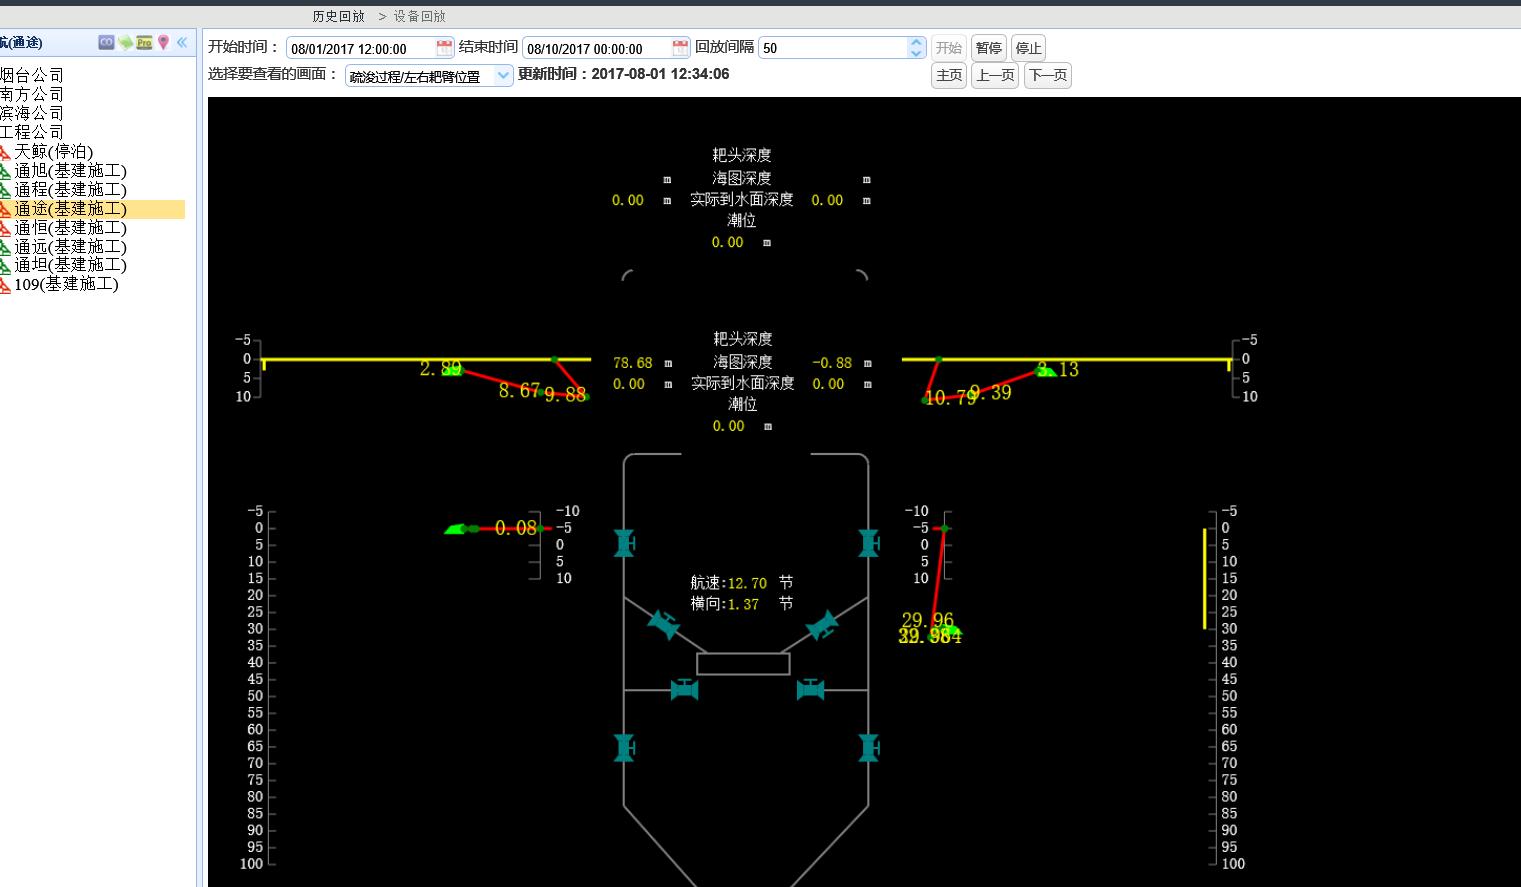 历史回放 > 设备回放
航(通途)
CO
Pro
烟台公司
南方公司
滨海公司
工程公司
天鲸(停泊)
通旭(基建施工)
通程(基建施工)
通途(基建施工)
通恒(基建施工)
通远(基建施工)
通坦(基建施工)
109(基建施工)
开始时间： 08/01/2017 12:00:00 结束时间 08/10/2017 00:00:00 回放间隔 50 开始 暂停 停止
选择要查看的画面： 疏浚过程/左右耙臂位置 更新时间：2017-08-01 12:34:06 主页 上一页 下一页
耙头深度
m 海图深度 m
0.00 m 实际到水面深度 0.00 m
潮位
0.00 m
耙头深度
78.68 m 海图深度 -0.88 m
0.00 m 实际到水面深度 0.00 m
潮位
0.00 m
-5
0
5
10
2.89
8.67
9.88
10.79
9.39
3.13
-5
0
5
10
-5
0
5
10
15
20
25
30
35
40
45
50
55
60
65
70
75
80
85
90
95
100
0.08
-10
-5
0
5
10
航速:12.70 节
横向:1.37 节
-10
-5
0
5
10
29.96
-5
0
5
10
15
20
25
30
35
40
45
50
55
60
65
70
75
80
85
90
95
100